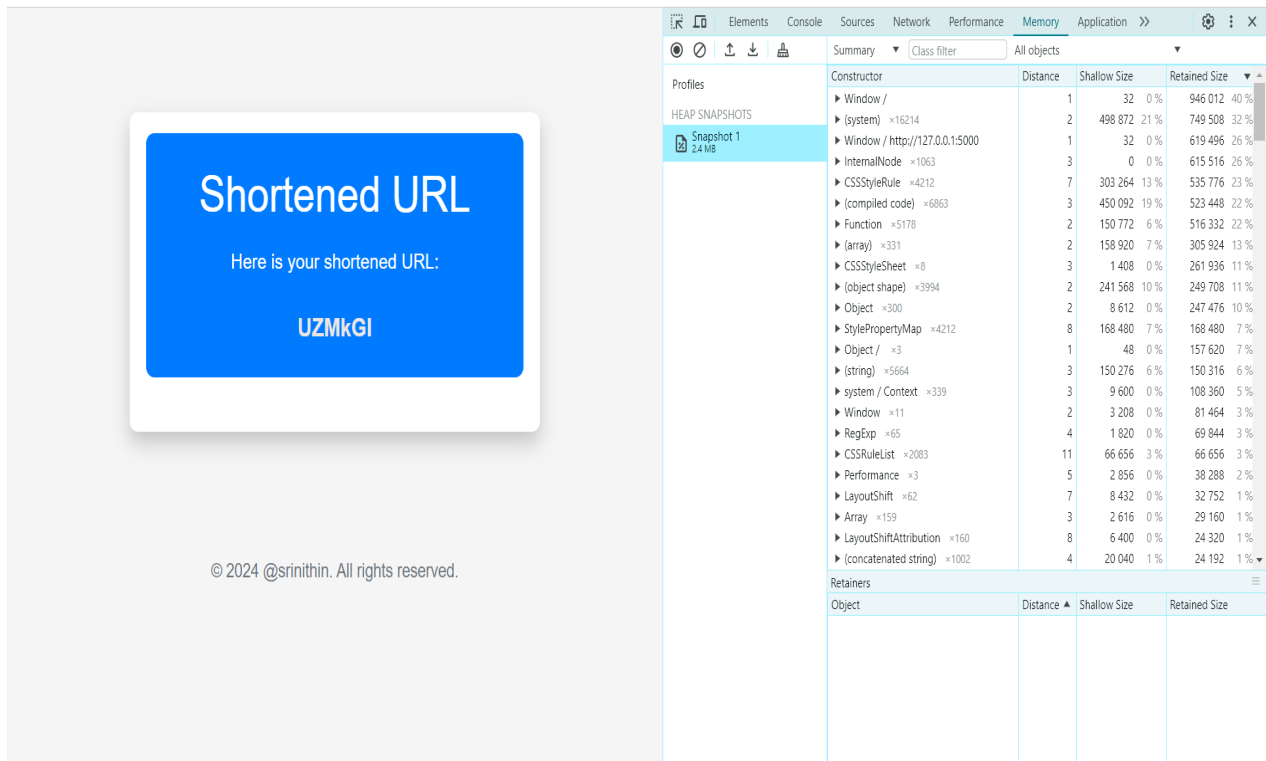 Shortened URL
Here is your shortened URL:
UZMkGI
© 2024 @srinithin. All rights reserved.
Elements Console Sources Network Performance Memory Application
Summary Class filter All objects
Profiles
HEAP SNAPSHOTS
Snapshot 1
2.4 MB
Constructor Distance Shallow Size Retained Size
Window / 1 32 0 % 946 012 40 %
(system) ×16214 2 498 872 21 % 749 508 32 %
Window / http://127.0.0.1:5000 1 32 0 % 619 496 26 %
InternalNode ×1063 3 0 0 % 615 516 26 %
CSSStyleRule ×4212 7 303 264 13 % 535 776 23 %
(compiled code) ×6863 3 450 092 19 % 523 448 22 %
Function ×5178 2 150 772 6 % 516 332 22 %
(array) ×331 2 158 920 7 % 305 924 13 %
CSSStyleSheet ×8 3 1 408 0 % 261 936 11 %
(object shape) ×3994 2 241 568 10 % 249 708 11 %
Object ×300 2 8 612 0 % 247 476 10 %
StylePropertyMap ×4212 8 168 480 7 % 168 480 7 %
Object / ×3 1 48 0 % 157 620 7 %
(string) ×5664 3 150 276 6 % 150 316 6 %
system / Context ×339 3 9 600 0 % 108 360 5 %
Window ×11 2 3 208 0 % 81 464 3 %
RegExp ×65 4 1 820 0 % 69 844 3 %
CSSRuleList ×2083 11 66 656 3 % 66 656 3 %
Performance ×3 5 2 856 0 % 38 288 2 %
LayoutShift ×62 7 8 432 0 % 32 752 1 %
Array ×159 3 2 616 0 % 29 160 1 %
LayoutShiftAttribution ×160 8 6 400 0 % 24 320 1 %
(concatenated string) ×1002 4 20 040 1 % 24 192 1 %
Retainers
Object Distance Shallow Size Retained Size